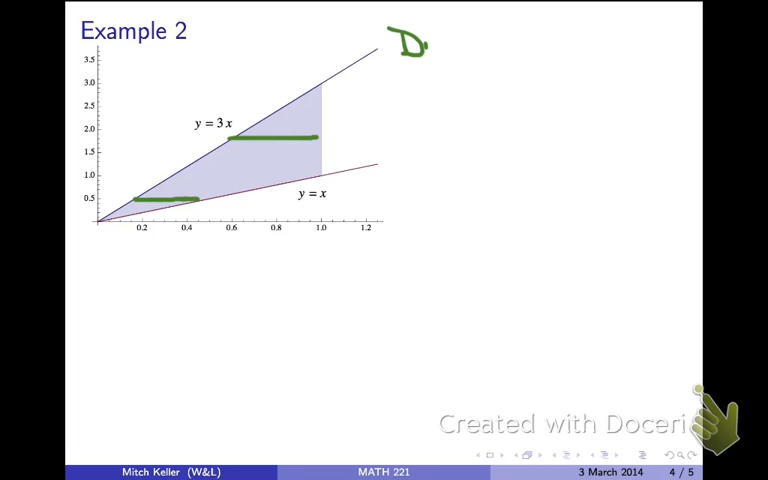 Example 2
D
3.5
3.0
2.5
y = 3 x
2.0
1.5
1.0
y = x
0.5
0.2 0.4 0.6 0.8 1.0 1.2
Created with Doceri
Mitch Keller (W&L) MATH 221 3 March 2014 4 / 5